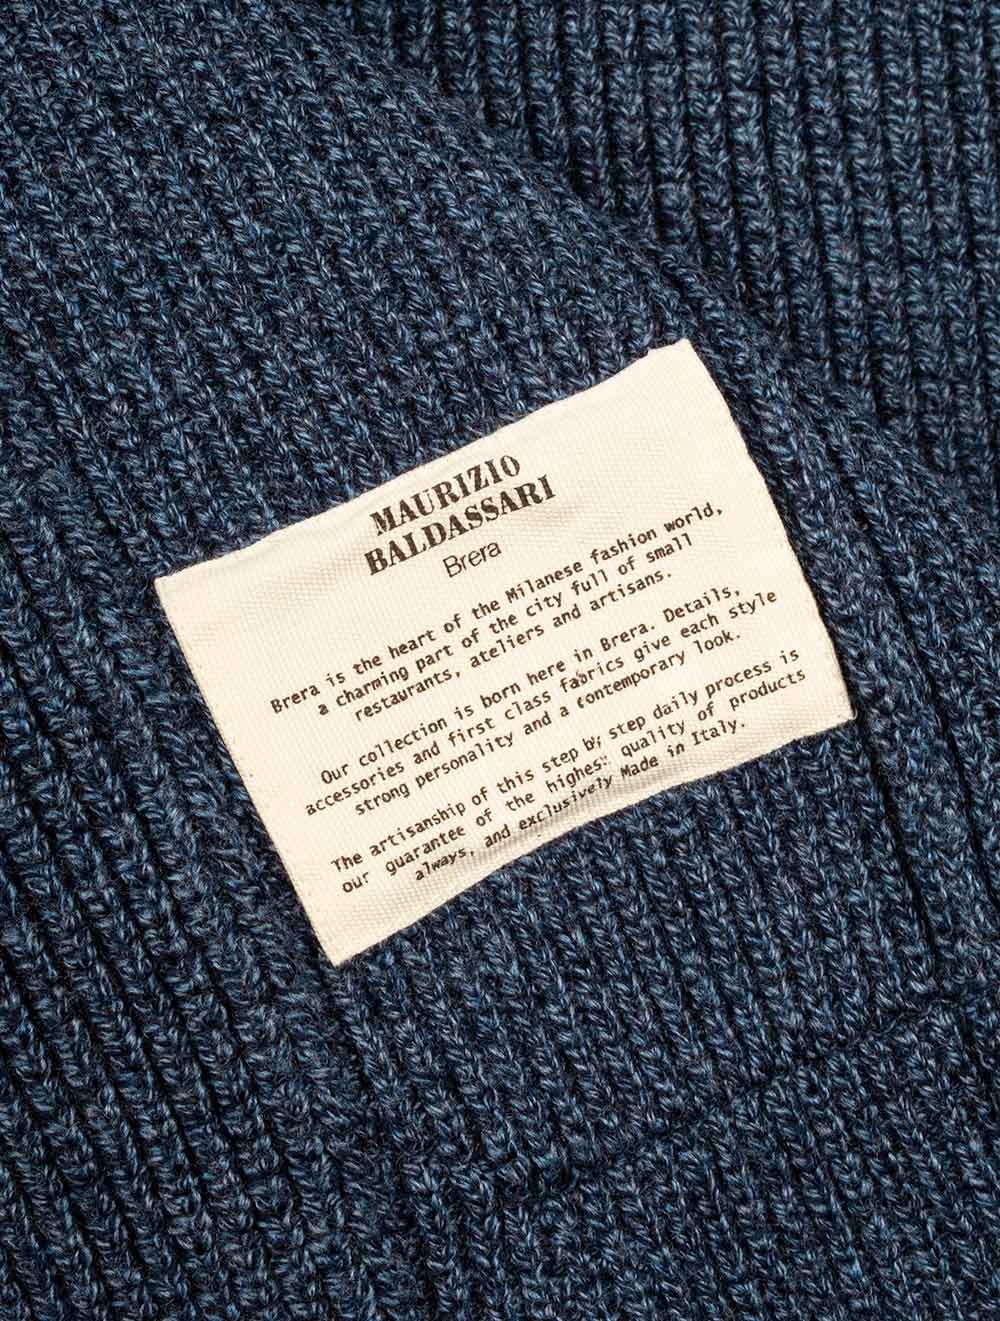 MAURIZIO
BALDASSARI
Brera
Brera is the heart of the Milanese fashion world,
a charming part of the city full of small
restaurants, ateliers and artisans.
Our collection is born here in Brera. Details,
accessories and first class fabrics give each style
strong personality and a contemporary look.
The artisanship of this step by step daily process is
our guarantee of the highest quality of products
always, and exclusively Made in Italy.